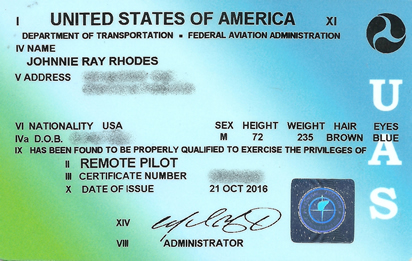 I UNITED STATES OF AMERICA XI
DEPARTMENT OF TRANSPORTATION ▪ FEDERAL AVIATION ADMINISTRATION
IV NAME
JOHNNIE RAY RHODES
V ADDRESS
VI NATIONALITY USA SEX HEIGHT WEIGHT HAIR EYES
IVa D.O.B. M 72 235 BROWN BLUE
IX HAS BEEN FOUND TO BE PROPERLY QUALIFIED TO EXERCISE THE PRIVILEGES OF
II REMOTE PILOT
III CERTIFICATE NUMBER
X DATE OF ISSUE 21 OCT 2016
XIV
VIII ADMINISTRATOR
UAS